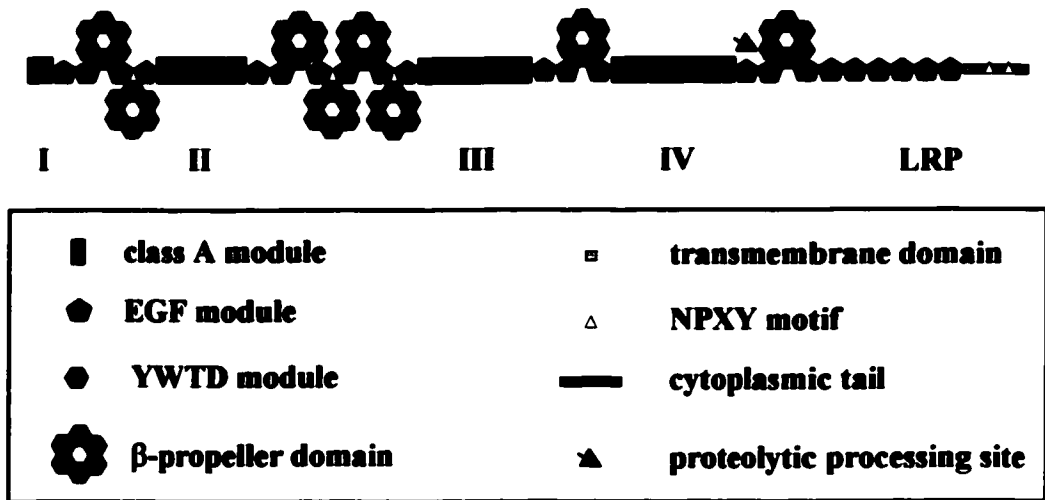 I II III IV LRP
class A module transmembrane domain
EGF module NPXY motif
YWTD module cytoplasmic tail
β-propeller domain proteolytic processing site